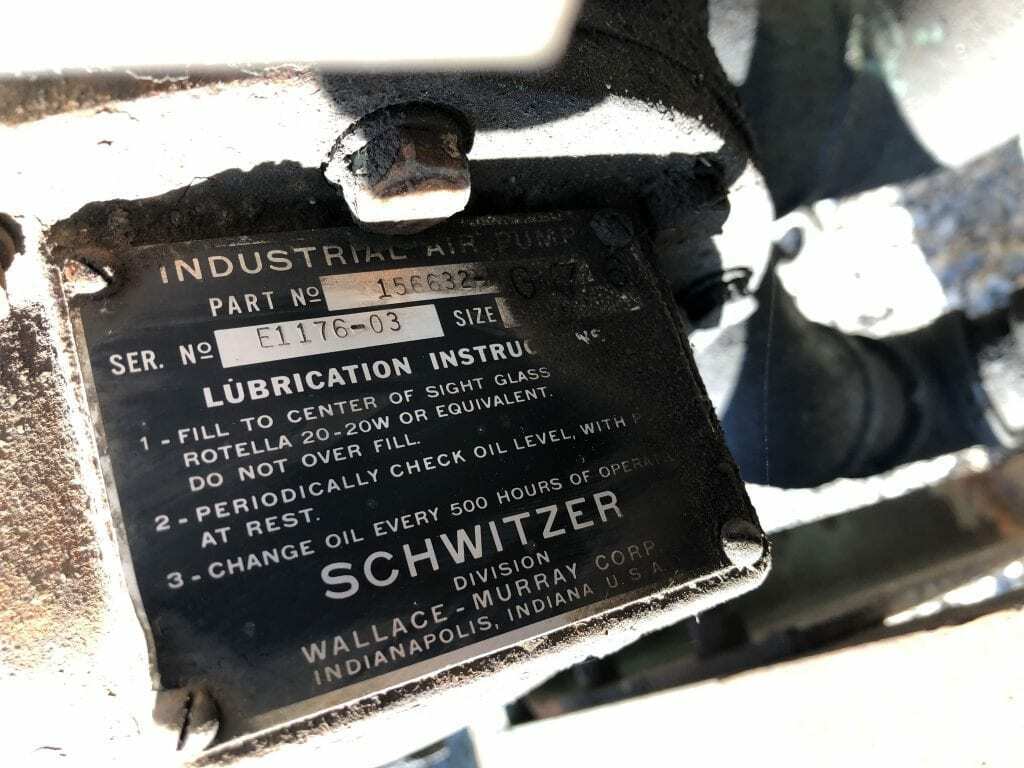 INDUSTRIAL AIR PUMP
PART NO 156632-
SER. NO E1176-03 SIZE
LUBRICATION
1 - FILL TO CENTER OF SIGHT GLASS
ROTELLA 20-20W OR EQUIVALENT.
DO NOT OVER FILL.
2 - PERIODICALLY CHECK OIL LEVEL, WITH
AT REST.
3 - CHANGE OIL EVERY 500 HOURS OF
SCHWITZER
DIVISION
WALLACE - MURRAY CORP.
INDIANAPOLIS, INDIANA U.S.A.